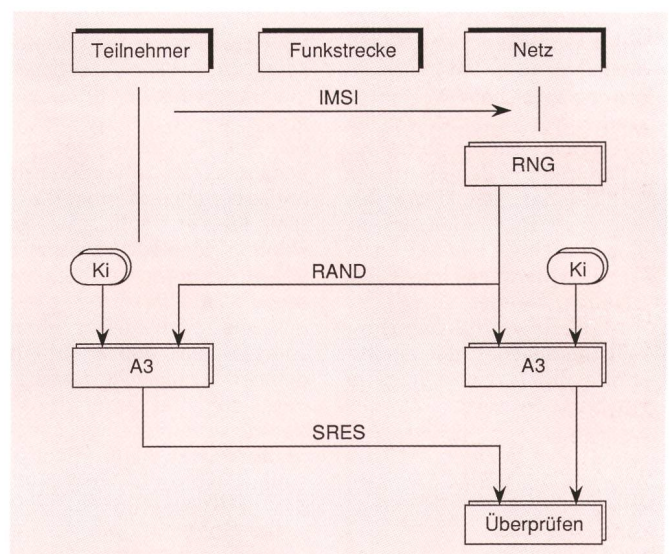 Teilnehmer
Funkstrecke
Netz
IMSI
RNG
Ki
RAND
Ki
A3
A3
SRES
Überprüfen